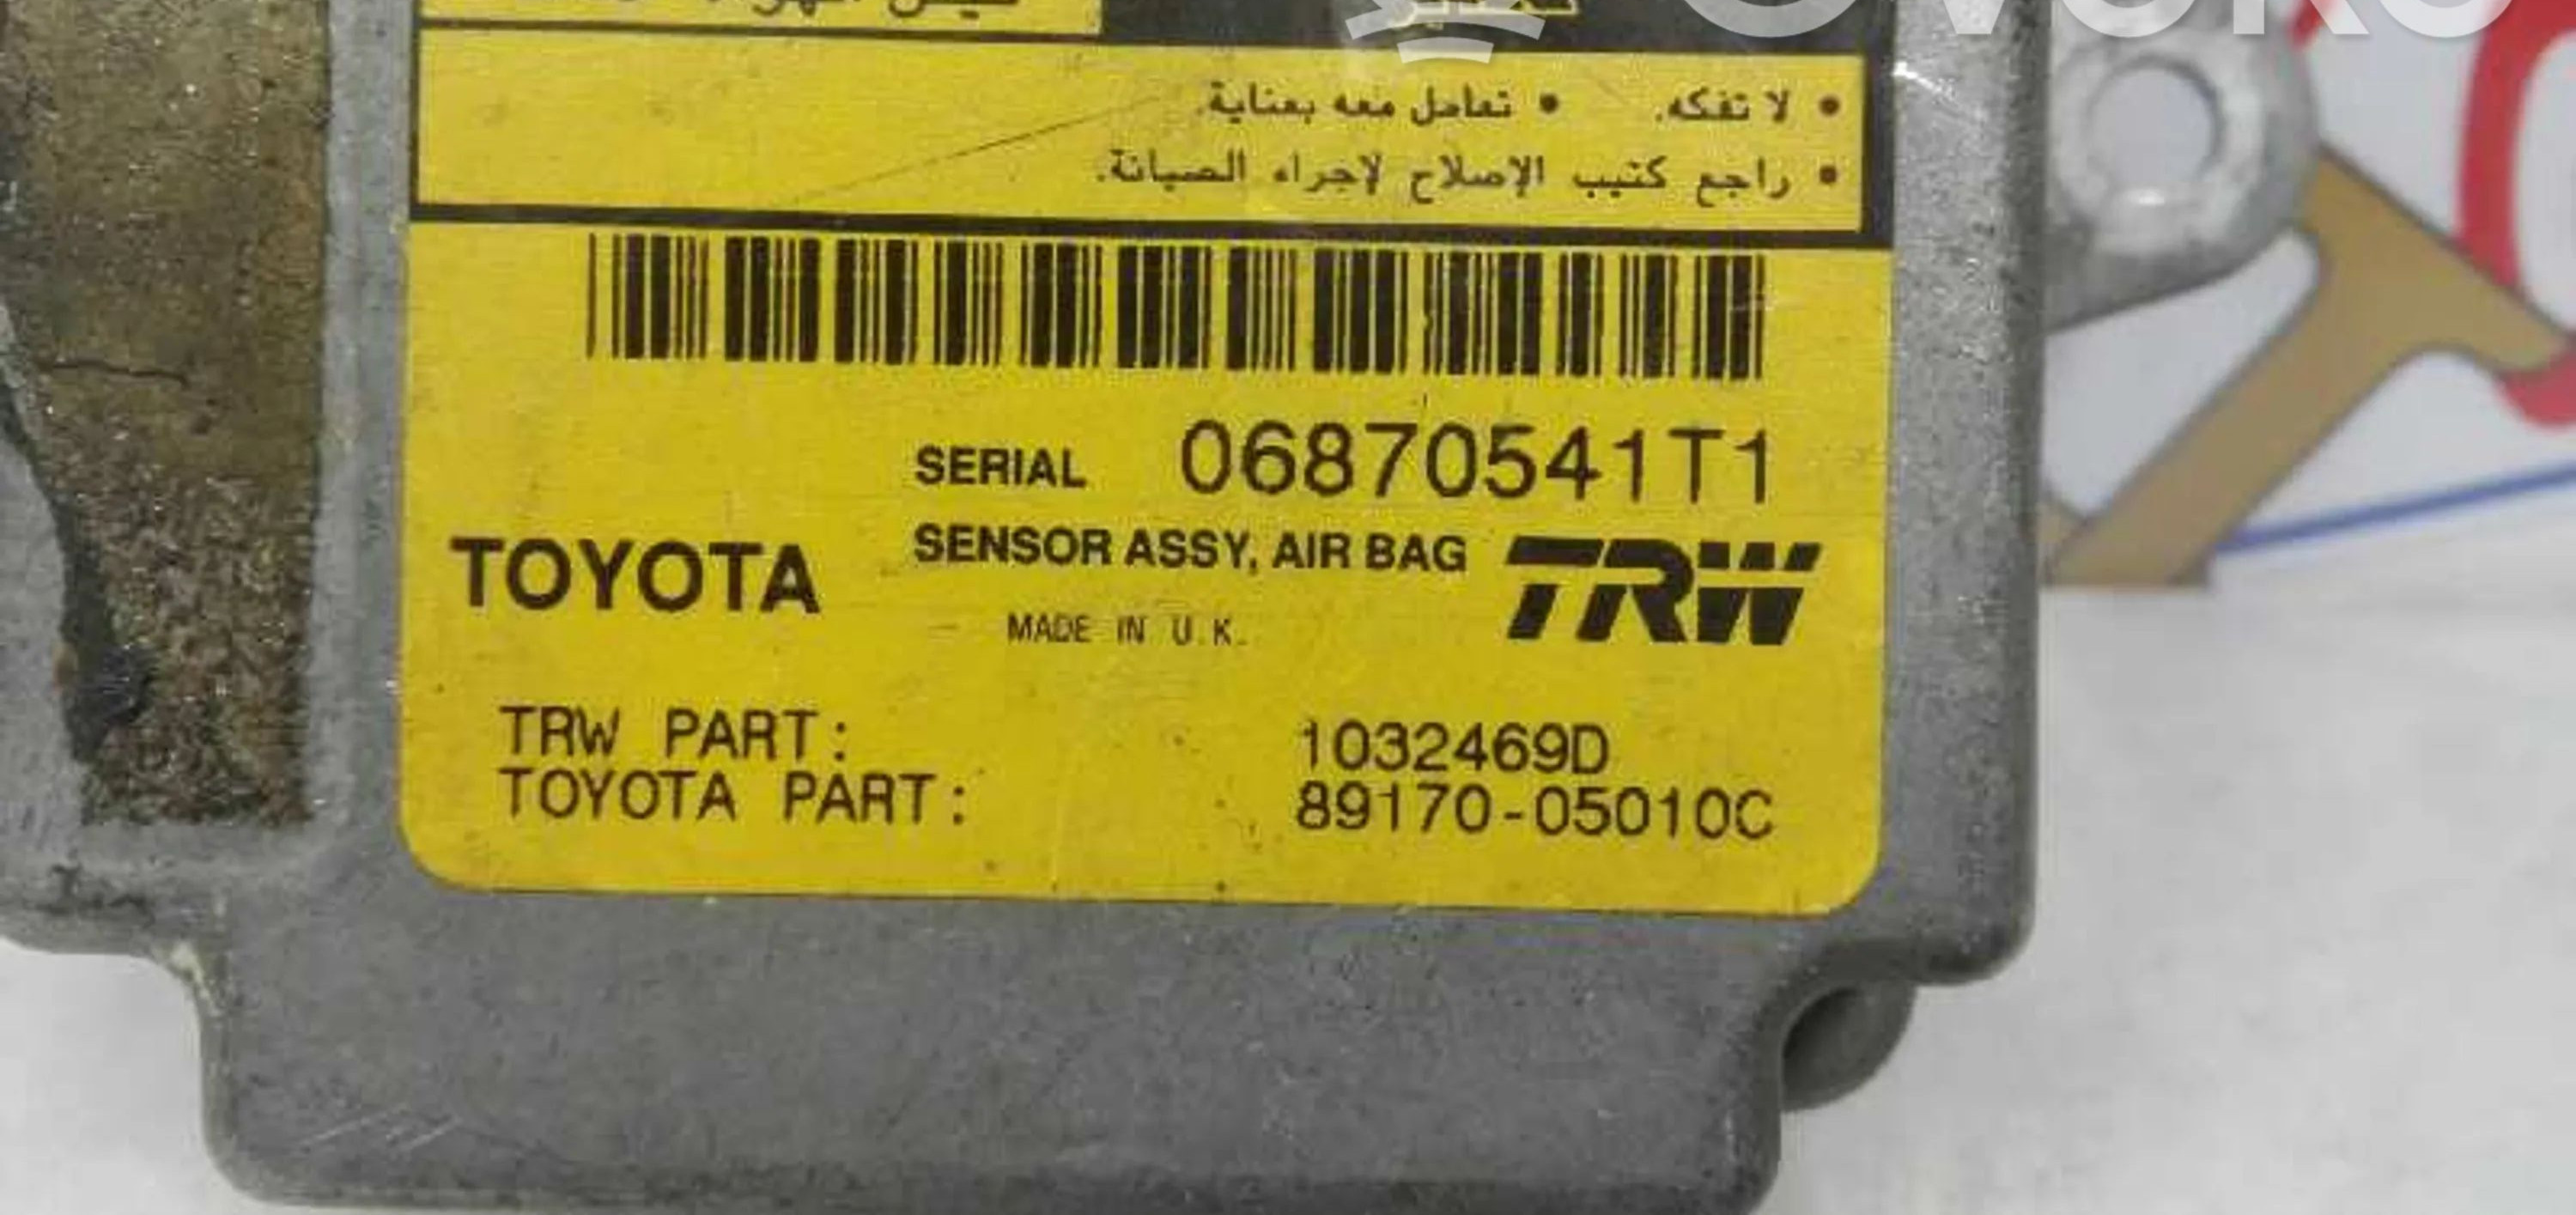 تحذير
• لا تفكه. • تعامل معه بعناية.
• راجع كتيب الإصلاح لإجراء الصيانة.
SERIAL 06870541T1
TOYOTA SENSOR ASSY, AIR BAG TRW
MADE IN U.K.
TRW PART: 1032469D
TOYOTA PART: 89170-05010C